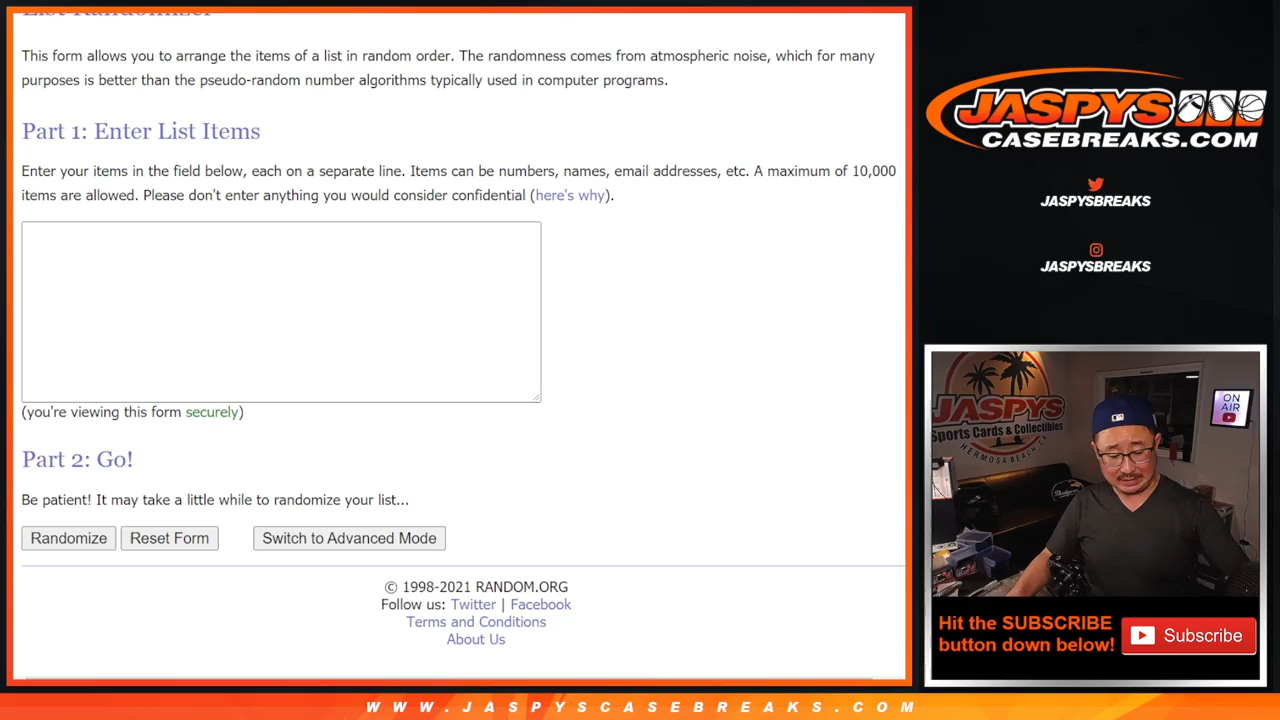 List Randomizer
This form allows you to arrange the items of a list in random order. The randomness comes from atmospheric noise, which for many
purposes is better than the pseudo-random number algorithms typically used in computer programs.
Part 1: Enter List Items
Enter your items in the field below, each on a separate line. Items can be numbers, names, email addresses, etc. A maximum of 10,000
items are allowed. Please don't enter anything you would consider confidential (here's why).
(you're viewing this form securely)
Part 2: Go!
Be patient! It may take a little while to randomize your list...
Randomize
Reset Form
Switch to Advanced Mode
© 1998-2021 RANDOM.ORG
Follow us: Twitter | Facebook
Terms and Conditions
About Us
JASPYS
CASEBREAKS.COM
JASPYSBREAKS
JASPYSBREAKS
JASPYS
Sports Cards & Collectibles
HERMOSA BEACH CA
ON
AIR
Dodgers
Hit the SUBSCRIBE
button down below!
Subscribe
WWW.JASPYSCASEBREAKS.COM